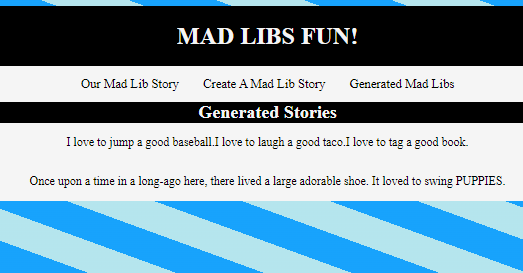 MAD LIBS FUN!
Our Mad Lib Story Create A Mad Lib Story Generated Mad Libs
Generated Stories
I love to jump a good baseball.I love to laugh a good taco.I love to tag a good book.
Once upon a time in a long-ago here, there lived a large adorable shoe. It loved to swing PUPPIES.